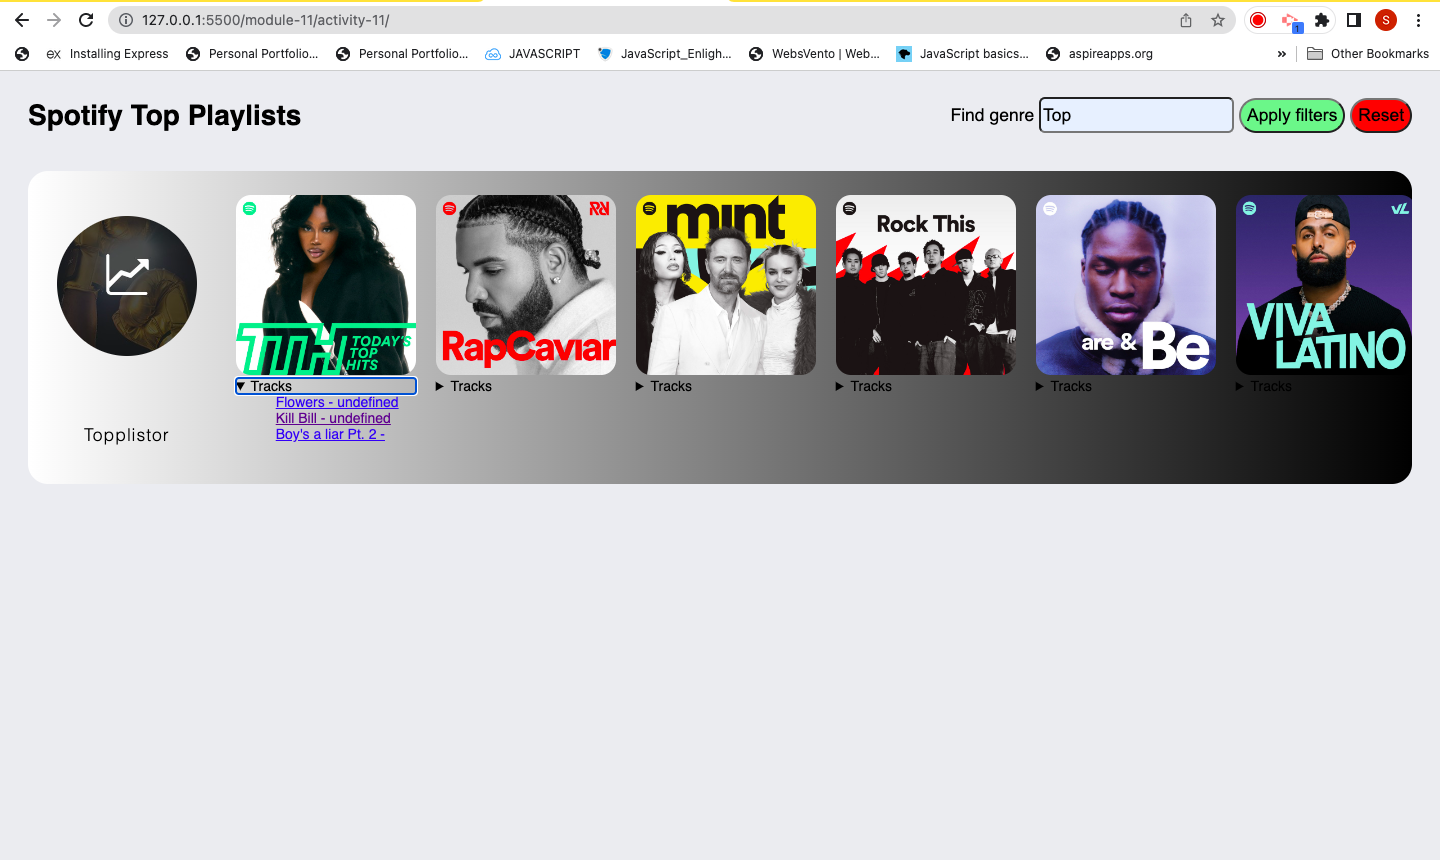 127.0.0.1:5500/module-11/activity-11/
S
1
ex Installing Express
Personal Portfolio...
Personal Portfolio...
JAVASCRIPT
JavaScript_Enligh...
WebsVento | Web...
JavaScript basics...
aspireapps.org
»
Other Bookmarks
Spotify Top Playlists
Find genre
Top
Apply filters
Reset
Topplistor
TTH TODAY'S
TOP
HITS
RapCaviar
mint
Rock This
are & Be
VL
VIVA
LATINO
▼ Tracks
▶ Tracks
▶ Tracks
▶ Tracks
▶ Tracks
▶ Tracks
Flowers - undefined
Kill Bill - undefined
Boy's a liar Pt. 2 -